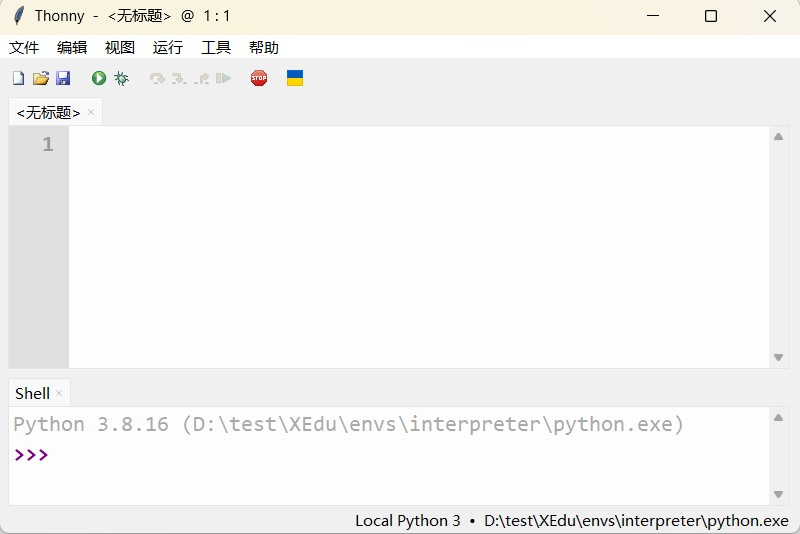 Thonny - <无标题> @ 1:1
文件 编辑 视图 运行 工具 帮助
STOP
<无标题> ×
1
Shell ×
Python 3.8.16 (D:\test\XEdu\envs\interpreter\python.exe)
>>>
Local Python 3 • D:\test\XEdu\envs\interpreter\python.exe